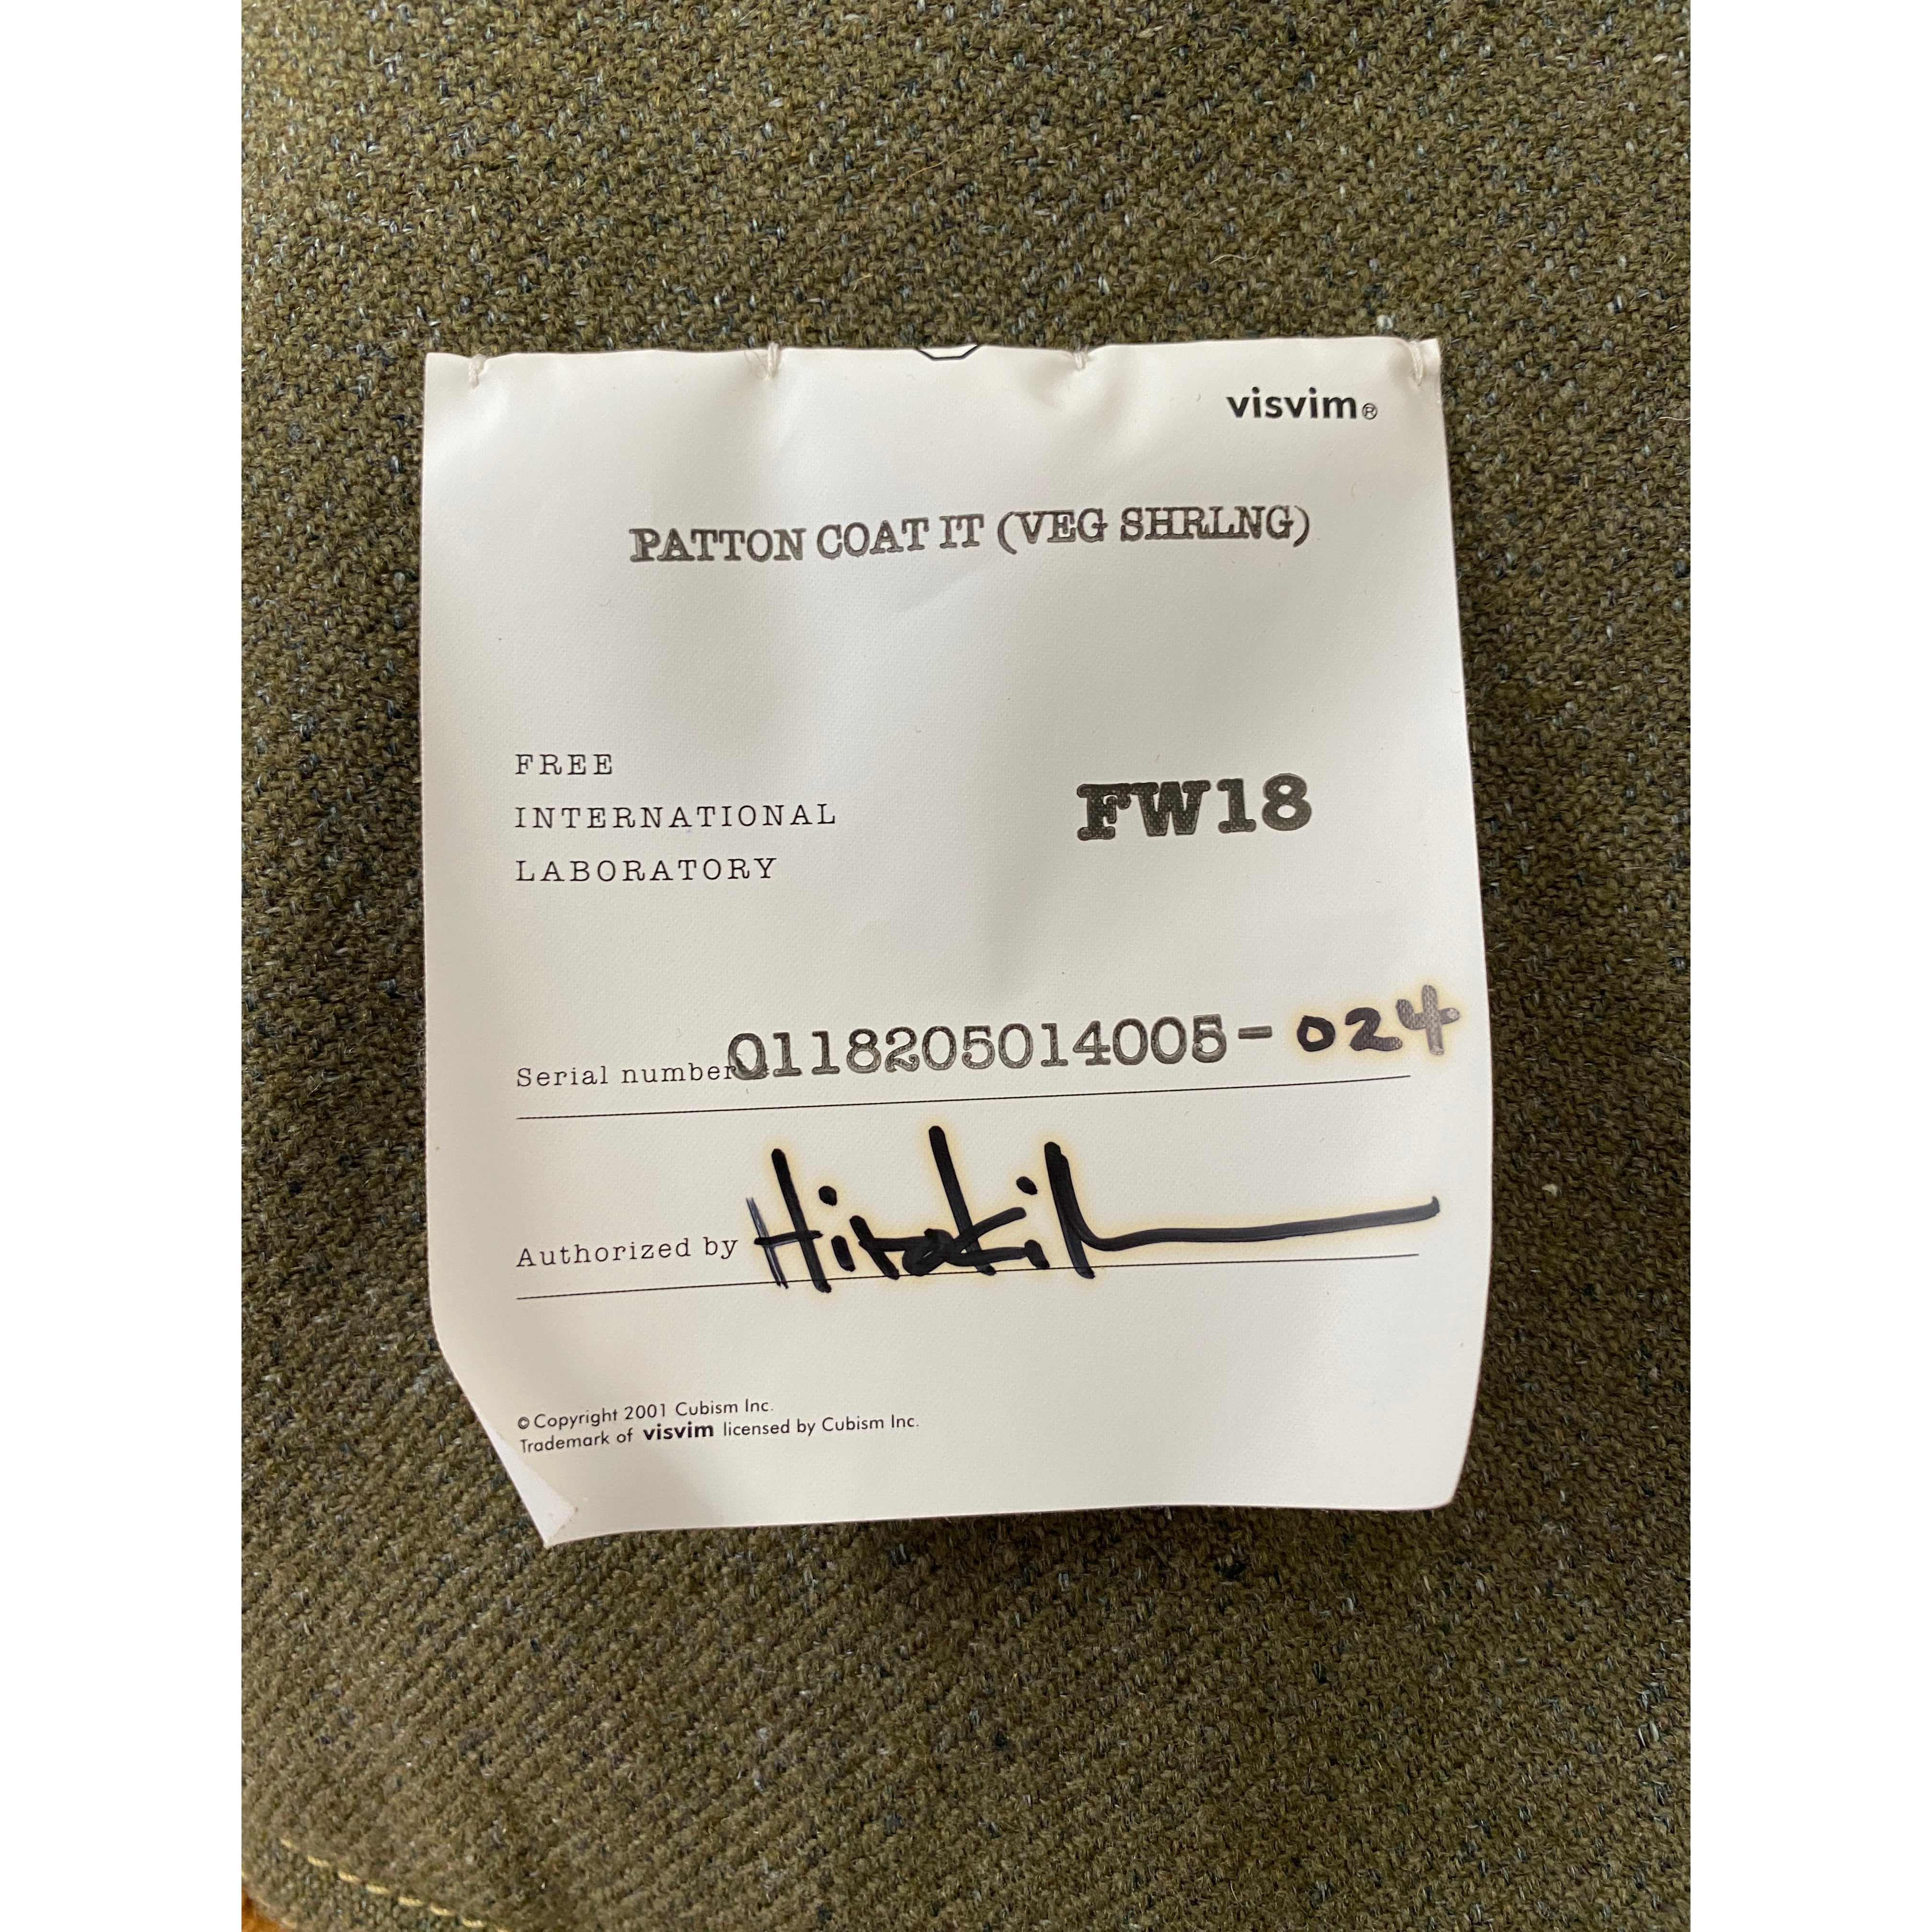 visvim®
PATTON COAT IT (VEG SHRLNG)
FREE
INTERNATIONAL
LABORATORY
FW18
Serial number 0118205014005-024
Authorized by
© Copyright 2001 Cubism Inc.
Trademark of visvim licensed by Cubism Inc.